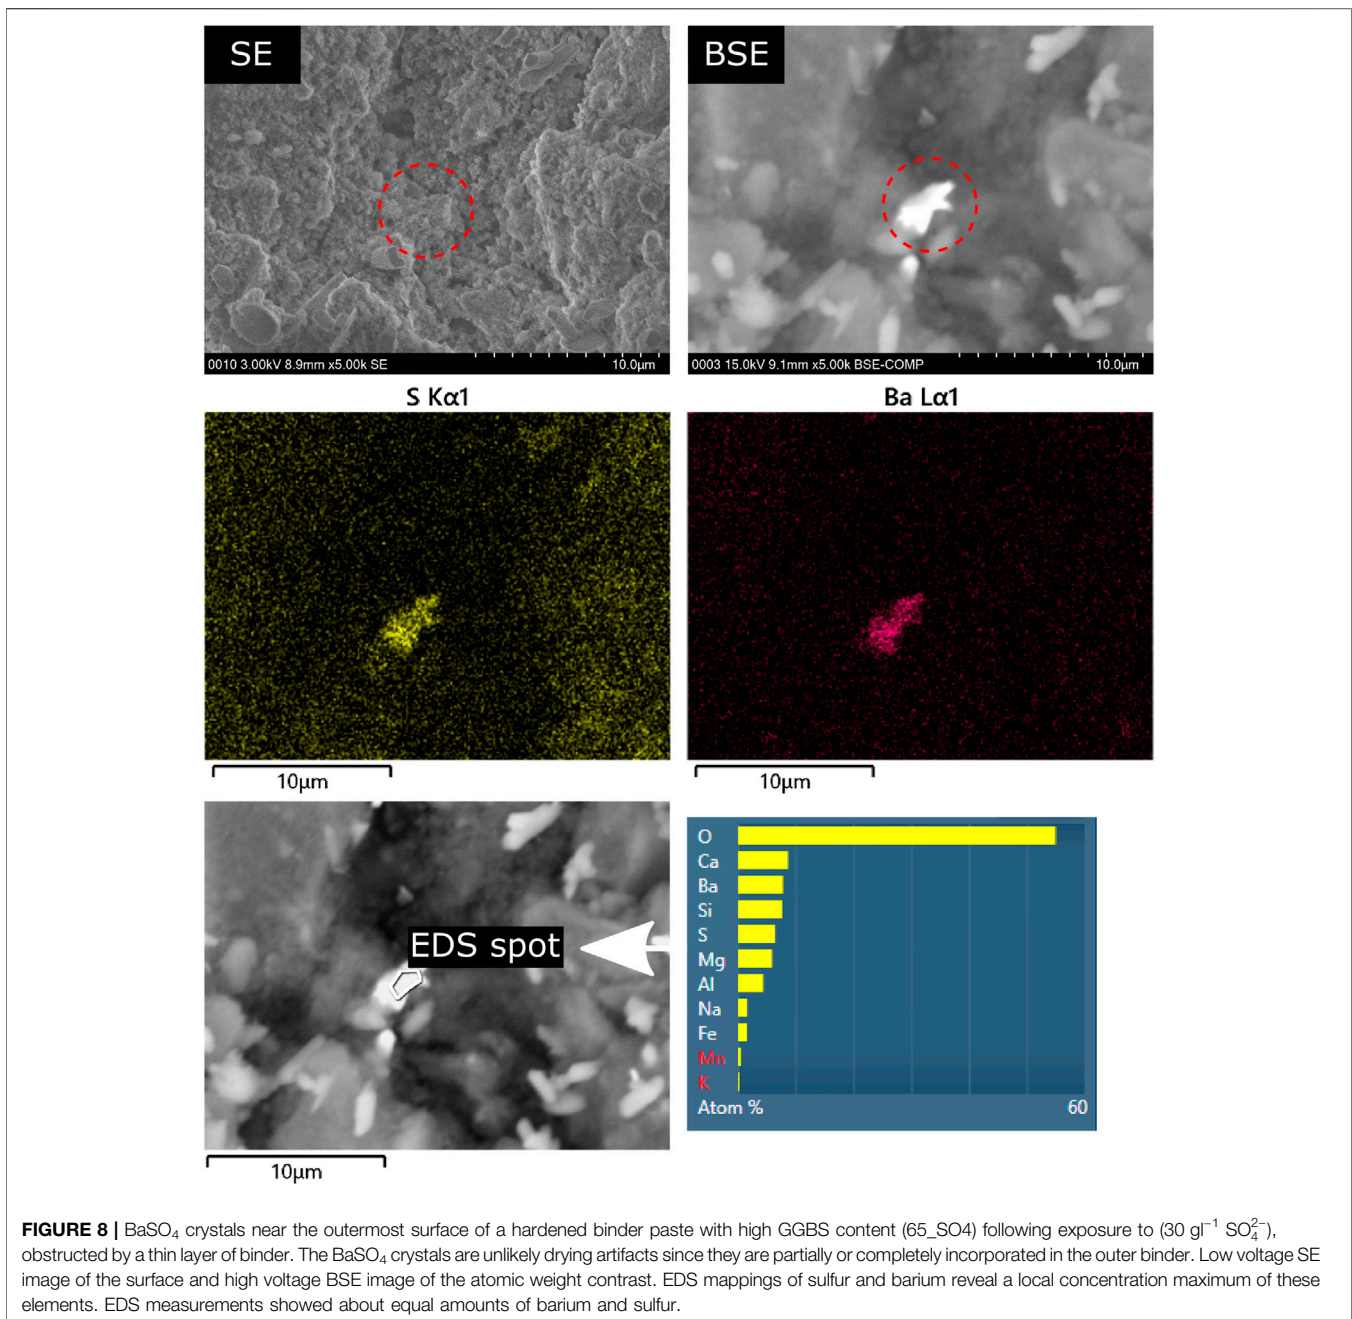 SE
BSE
0010 3.00kV 8.9mm x5.00k SE 10.0µm
0003 15.0kV 9.1mm x5.00k BSE-COMP 10.0µm
S Kα1
Ba Lα1
10µm
10µm
EDS spot
10µm
O
Ca
Ba
Si
S
Mg
Al
Na
Fe
Mn
K
Atom % 60
FIGURE 8 | BaSO₄ crystals near the outermost surface of a hardened binder paste with high GGBS content (65_SO4) following exposure to (30 gl⁻¹ SO₄²⁻),
obstructed by a thin layer of binder. The BaSO₄ crystals are unlikely drying artifacts since they are partially or completely incorporated in the outer binder. Low voltage SE
image of the surface and high voltage BSE image of the atomic weight contrast. EDS mappings of sulfur and barium reveal a local concentration maximum of these
elements. EDS measurements showed about equal amounts of barium and sulfur.